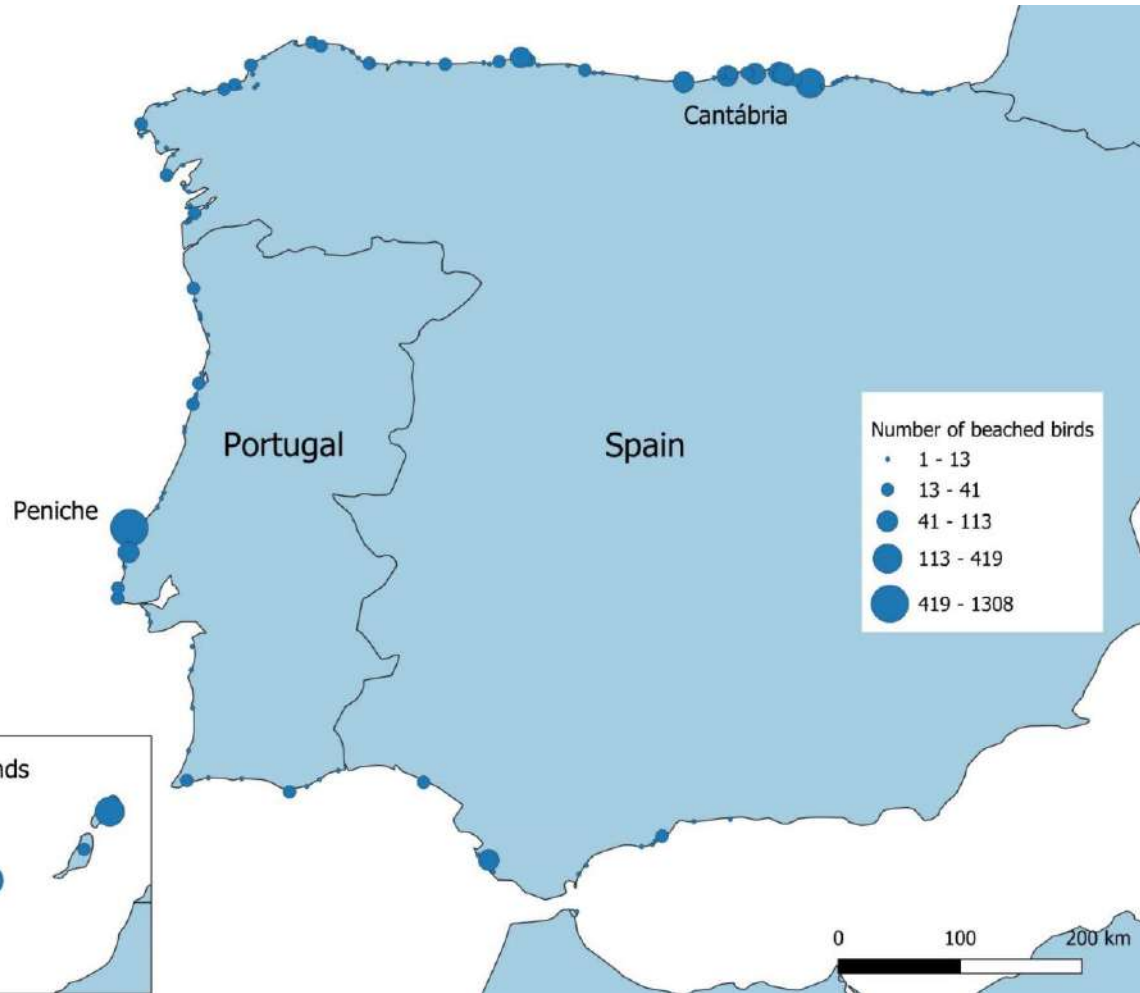 Cantábria
Portugal
Spain
Peniche
Number of beached birds
1 - 13
13 - 41
41 - 113
113 - 419
419 - 1308
nds
0 100 200 km